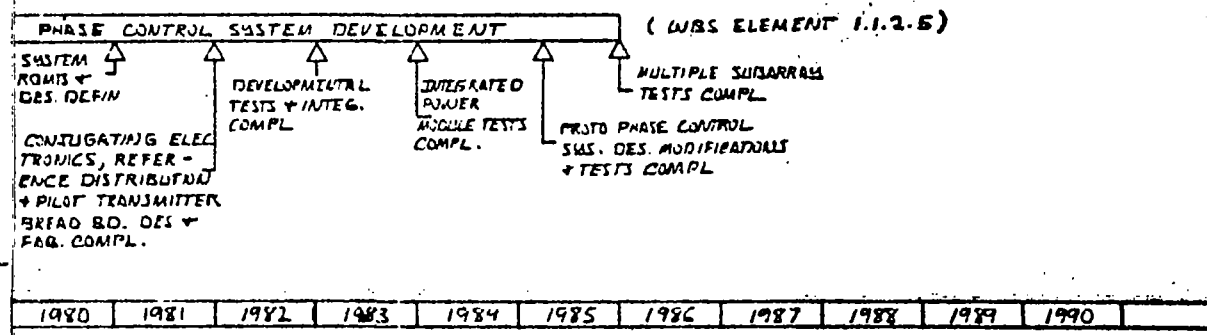 PHASE CONTROL SYSTEM DEVELOPMENT
( WBS ELEMENT 1.1.2.5)
SYSTEM
RQMTS +
DES. DEFIN
CONJUGATING ELEC
TRONICS, REFER -
ENCE DISTRIBUTION
+ PILOT TRANSMITTER
BREAD BD. DES +
FAB. COMPL.
DEVELOPMENTAL
TESTS + INTEG.
COMPL
INTEGRATED
POWER
MODULE TESTS
COMPL.
PROTO PHASE CONTROL
SYS. DES. MODIFICATIONS
+ TESTS COMPL
MULTIPLE SUBARRAY
TESTS COMPL.
1980 1981 1982 1983 1984 1985 1986 1987 1988 1989 1990